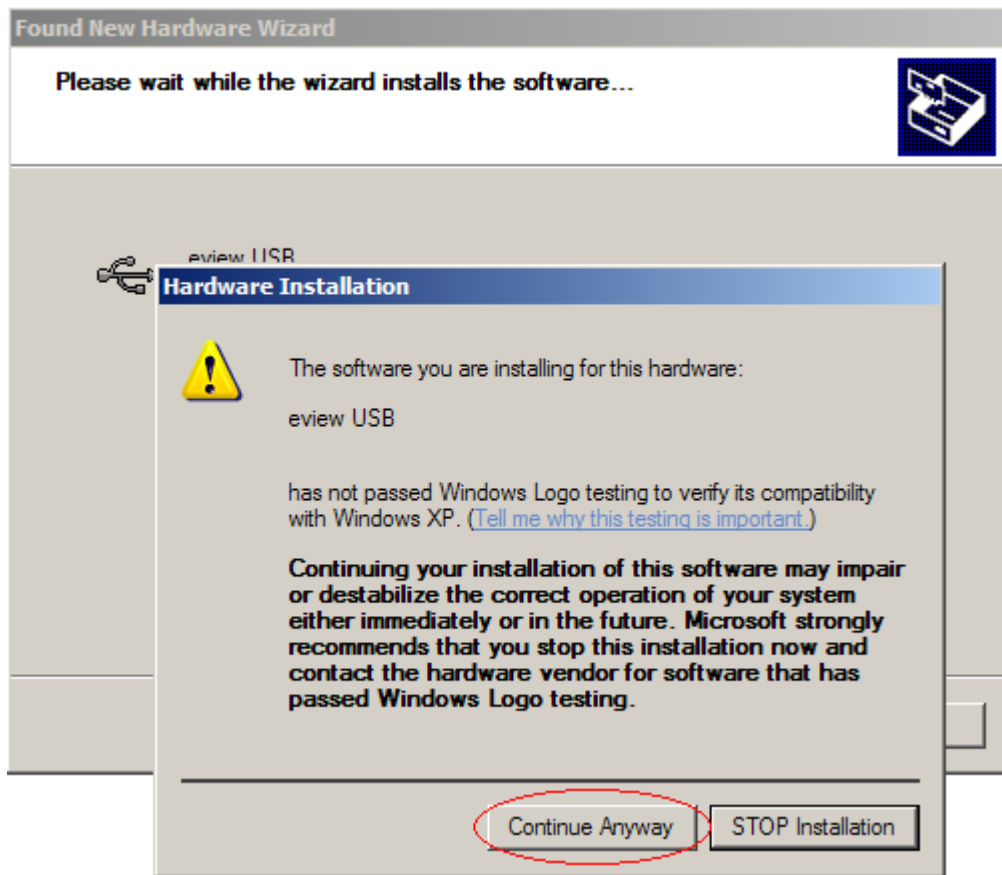 Found New Hardware Wizard
Please wait while the wizard installs the software...
eview USB
Hardware Installation
The software you are installing for this hardware:
eview USB
has not passed Windows Logo testing to verify its compatibility
with Windows XP. (Tell me why this testing is important.)
Continuing your installation of this software may impair
or destabilize the correct operation of your system
either immediately or in the future. Microsoft strongly
recommends that you stop this installation now and
contact the hardware vendor for software that has
passed Windows Logo testing.
Continue Anyway
STOP Installation